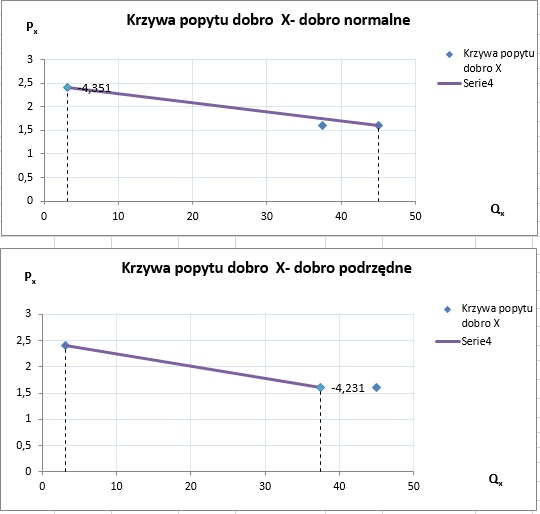 Krzywa popytu dobro X- dobro normalne
Px
3
2,5
2
1,5
1
0,5
0
-4,351
0 10 20 30 40 50
Qx
Krzywa popytu
dobro X
Serie4
Krzywa popytu dobro X- dobro podrzędne
Px
3
2,5
2
1,5
1
0,5
0
-4,231
0 10 20 30 40 50
Qx
Krzywa popytu
dobro X
Serie4